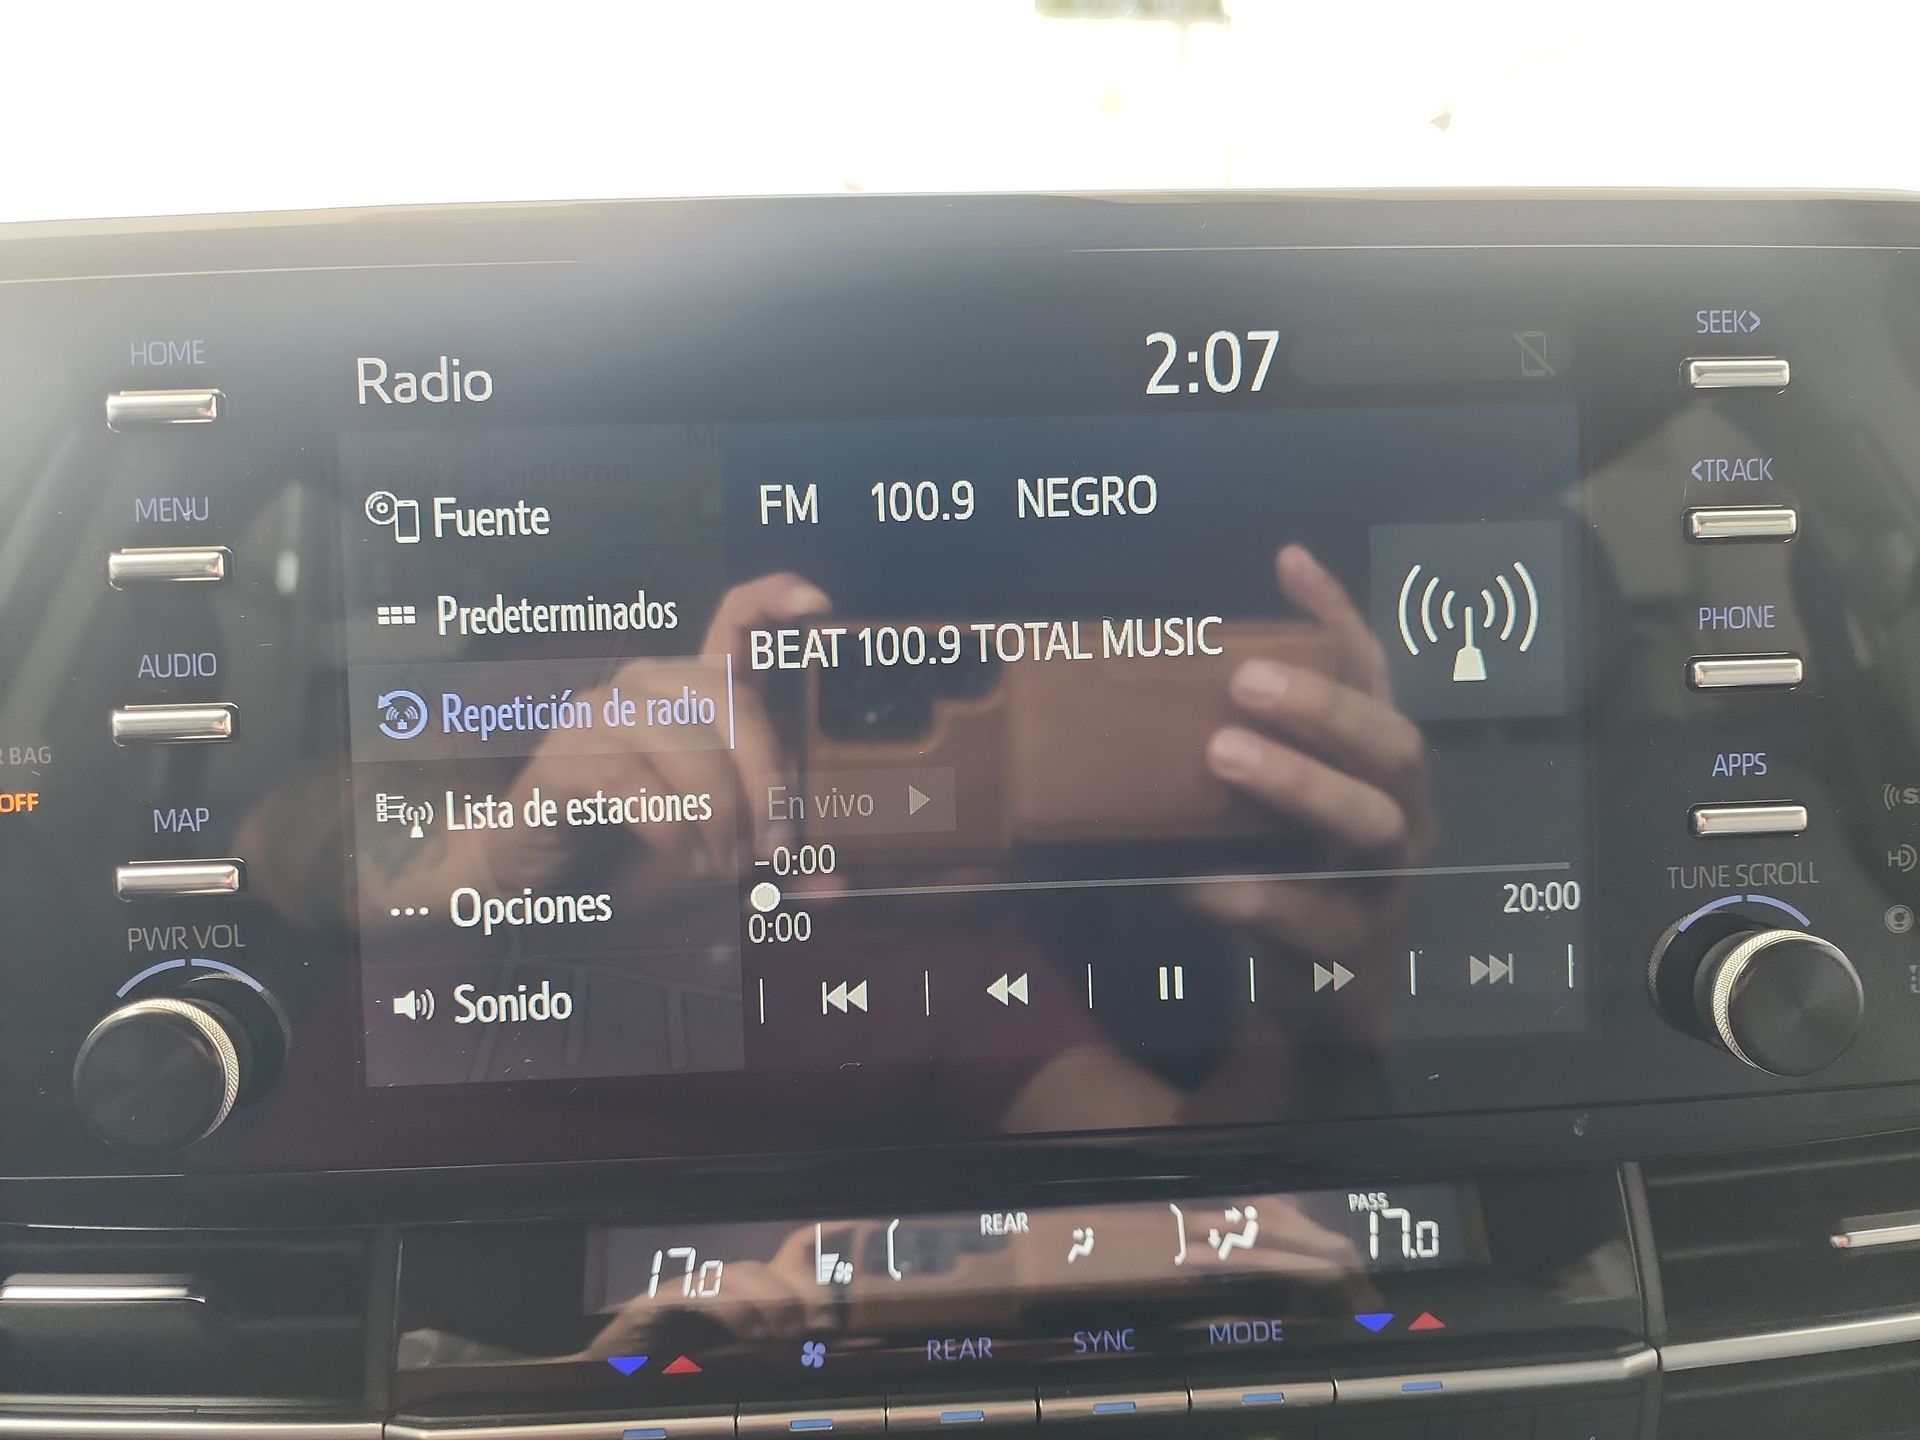 Radio
2:07
HOME
MENU
AUDIO
MAP
PWR VOL
BAG
OFF
Fuente
Predeterminados
Repetición de radio
Lista de estaciones
Opciones
Sonido
FM 100.9 NEGRO
BEAT 100.9 TOTAL MUSIC
En vivo
-0:00
0:00
20:00
SEEK>
<TRACK
PHONE
APPS
TUNE SCROLL
HD
17.0
REAR
PASS
17.0
REAR
SYNC
MODE